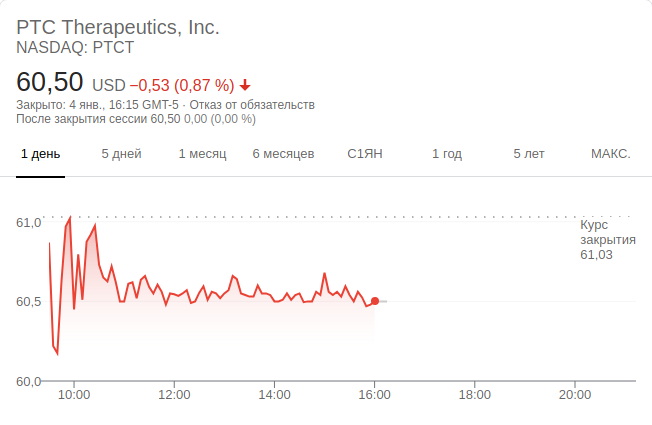 PTC Therapeutics, Inc.
NASDAQ: PTCT
60,50 USD −0,53 (0,87 %)
Закрыто: 4 янв., 16:15 GMT-5 · Отказ от обязательств
После закрытия сессии 60,50 0,00 (0,00 %)
1 день 5 дней 1 месяц 6 месяцев С1ЯН 1 год 5 лет МАКС.
61,0
Курс
закрытия
61,03
60,5
60,0
10:00 12:00 14:00 16:00 18:00 20:00